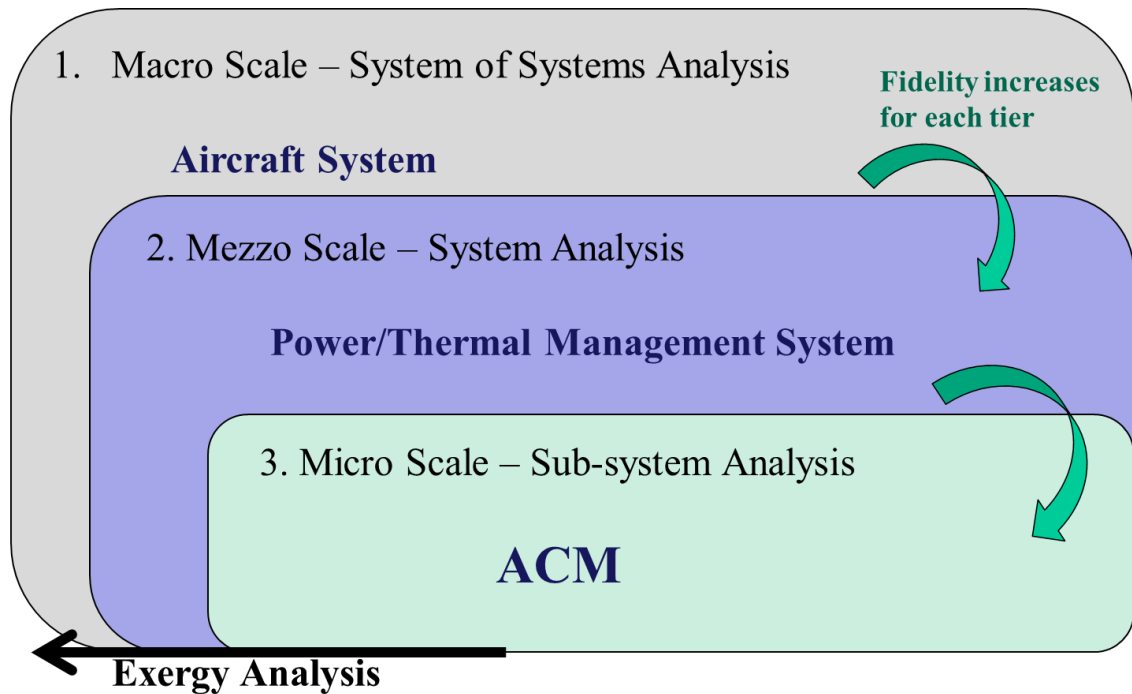 1. Macro Scale – System of Systems Analysis
Fidelity increases
for each tier
Aircraft System
2. Mezzo Scale – System Analysis
Power/Thermal Management System
3. Micro Scale – Sub-system Analysis
ACM
Exergy Analysis